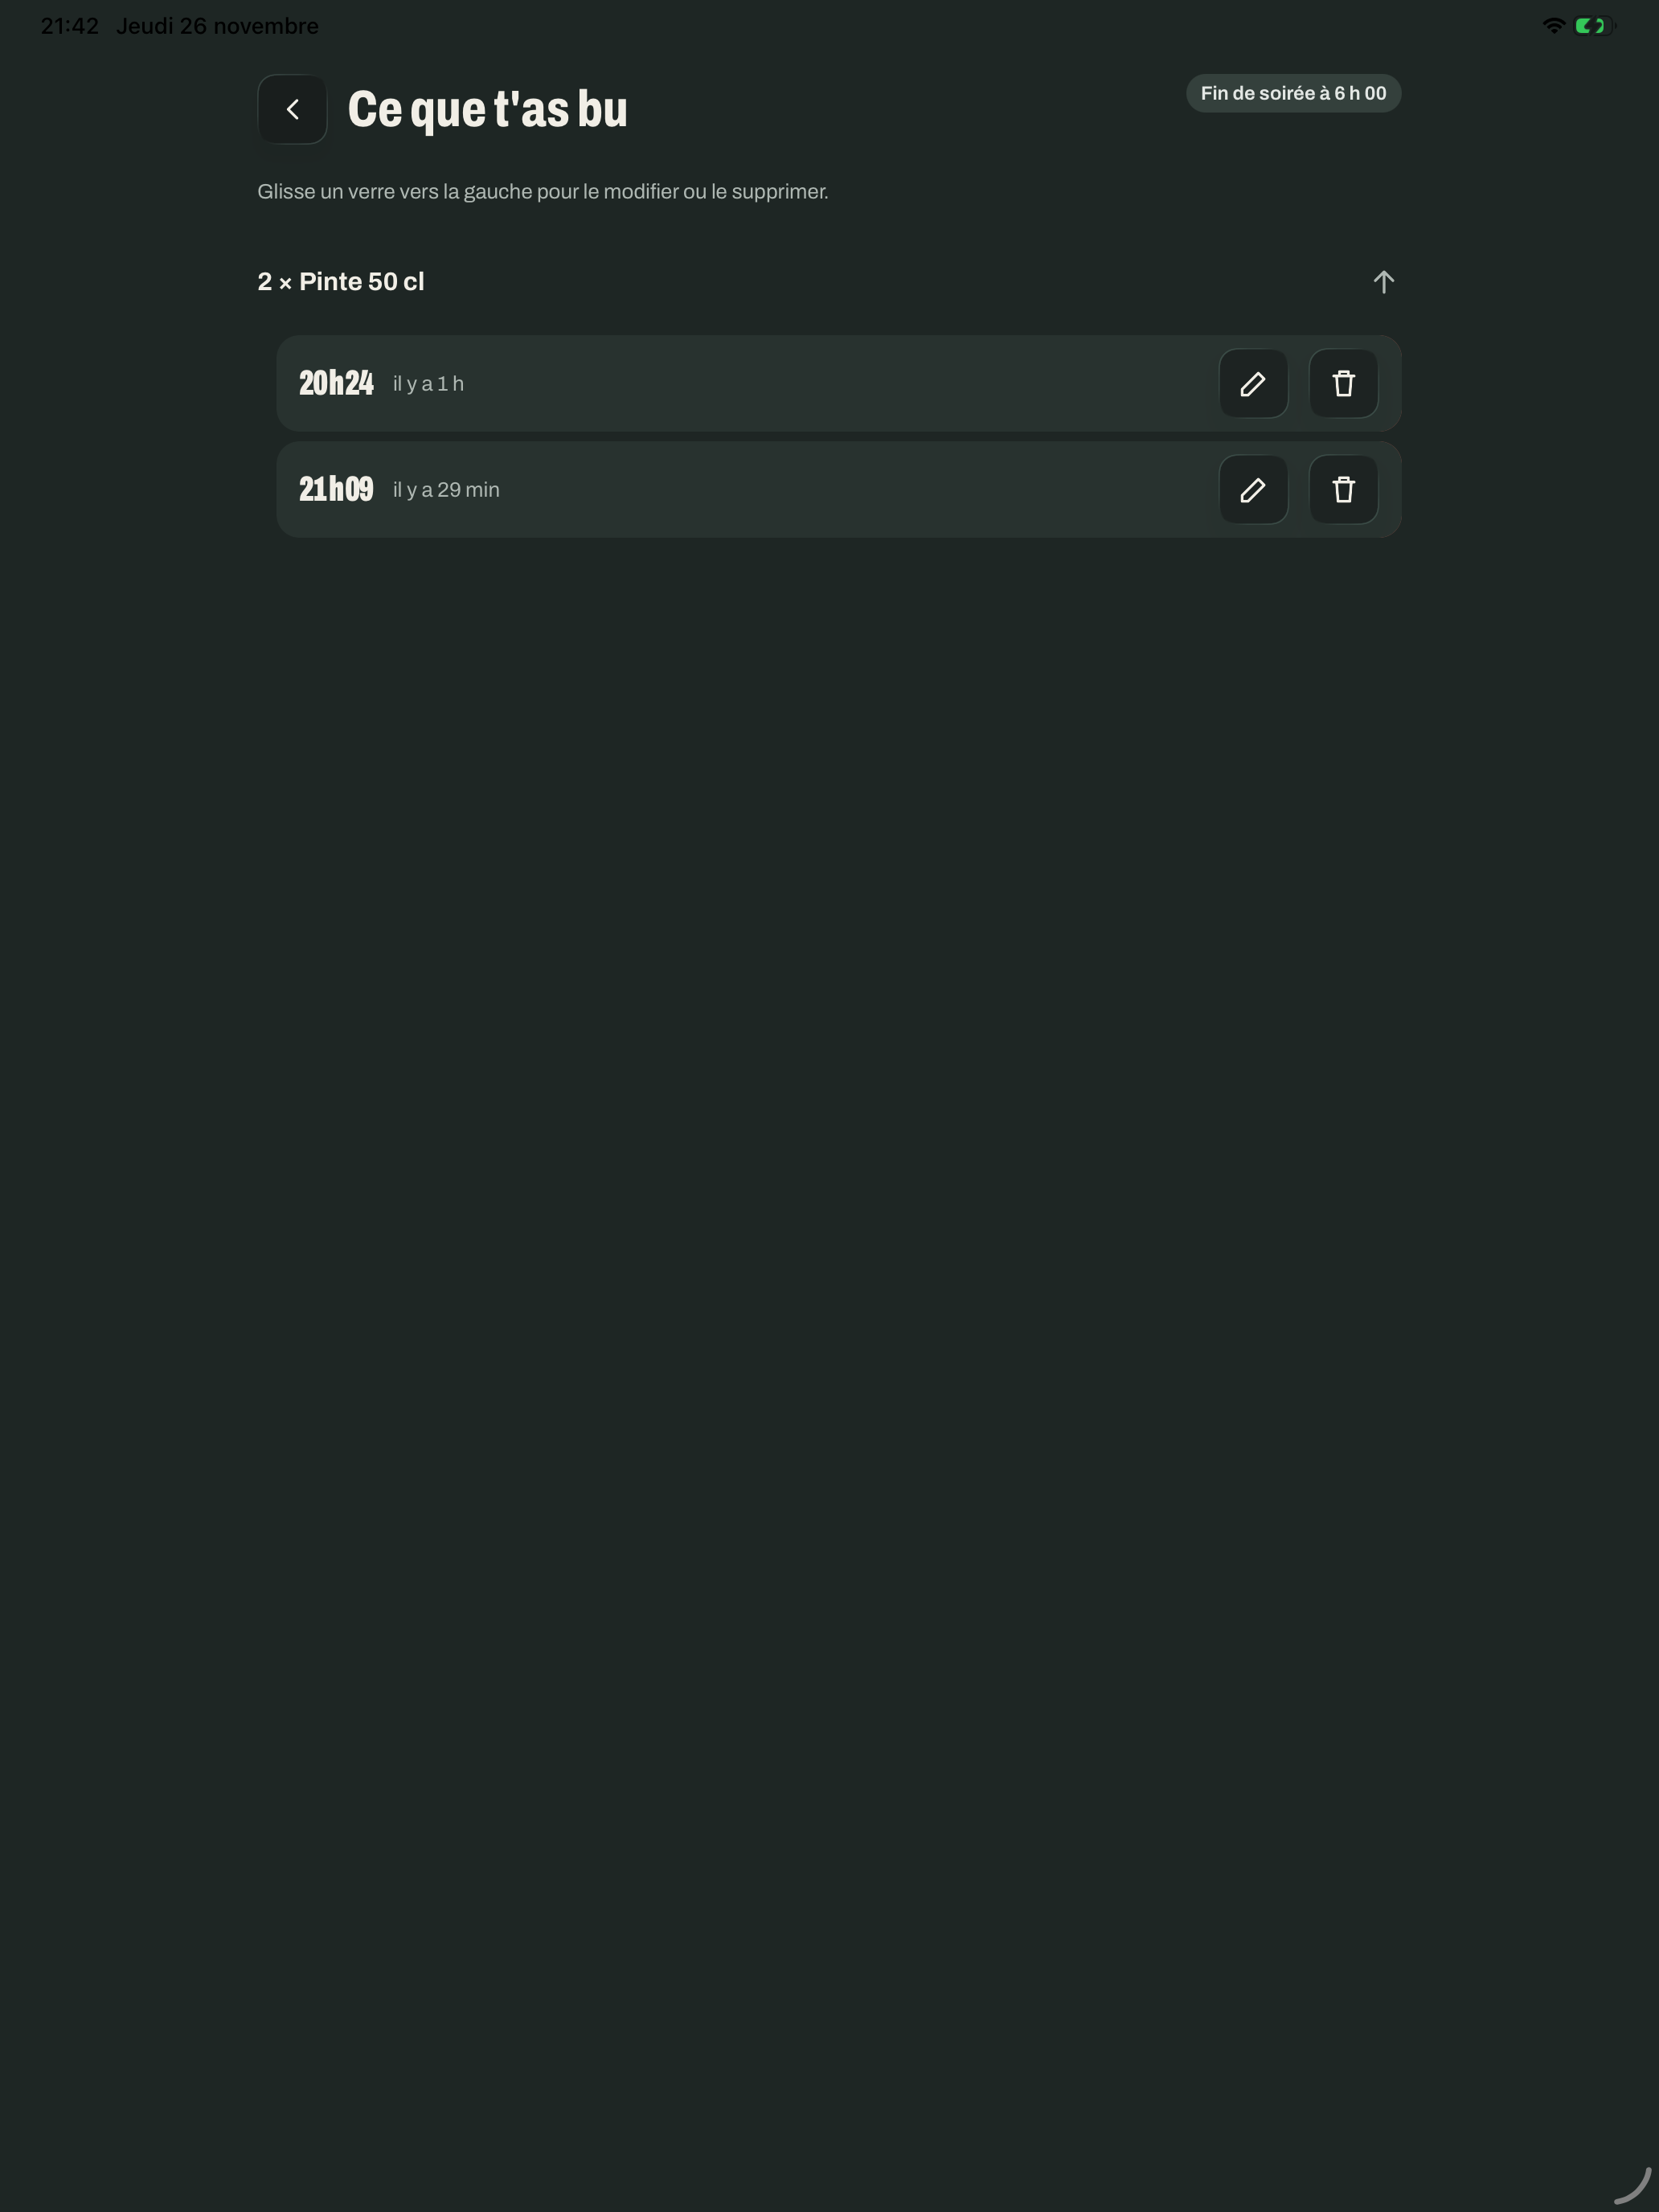 21:42 Jeudi 26 novembre
Ce que t'as bu
Fin de soirée à 6 h 00
Glisse un verre vers la gauche pour le modifier ou le supprimer.
2 × Pinte 50 cl
20h24 il y a 1 h
21h09 il y a 29 min